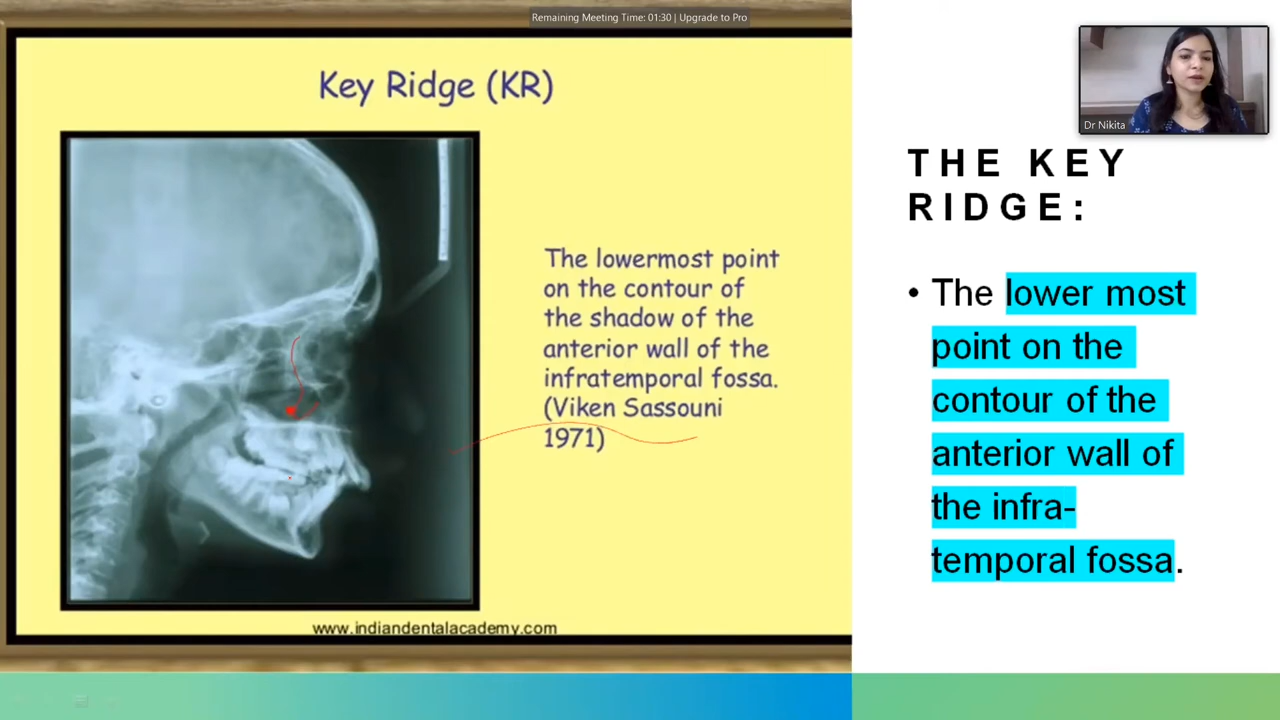 Remaining Meeting Time: 01:30 | Upgrade to Pro
Key Ridge (KR)
The lowermost point
on the contour of
the shadow of the
anterior wall of the
infratemporal fossa.
(Viken Sassouni
1971)
www.indiandentalacademy.com
Dr Nikita
THE KEY
RIDGE:
• The lower most
point on the
contour of the
anterior wall of
the infra-
temporal fossa.